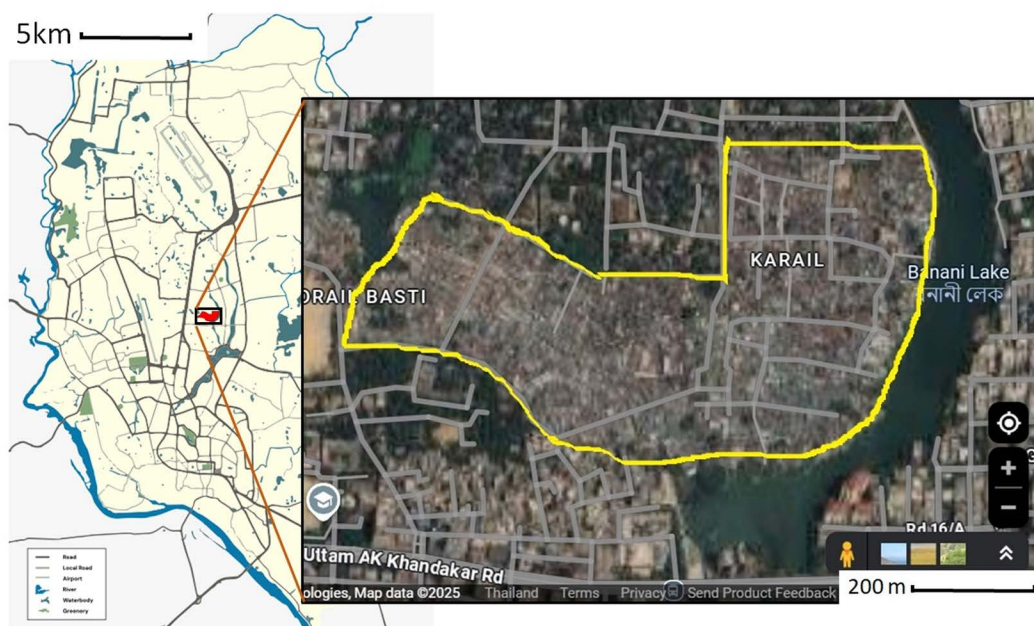 5km
KARAIL
Banani Lake
বনানী লেক
ORAIL BASTI
Rd 16/A
Uttam AK Khandakar Rd
ologies, Map data ©2025 Thailand Terms Privacy Send Product Feedback
200 m
Road
Local Road
Airport
River
Waterbody
Greenery